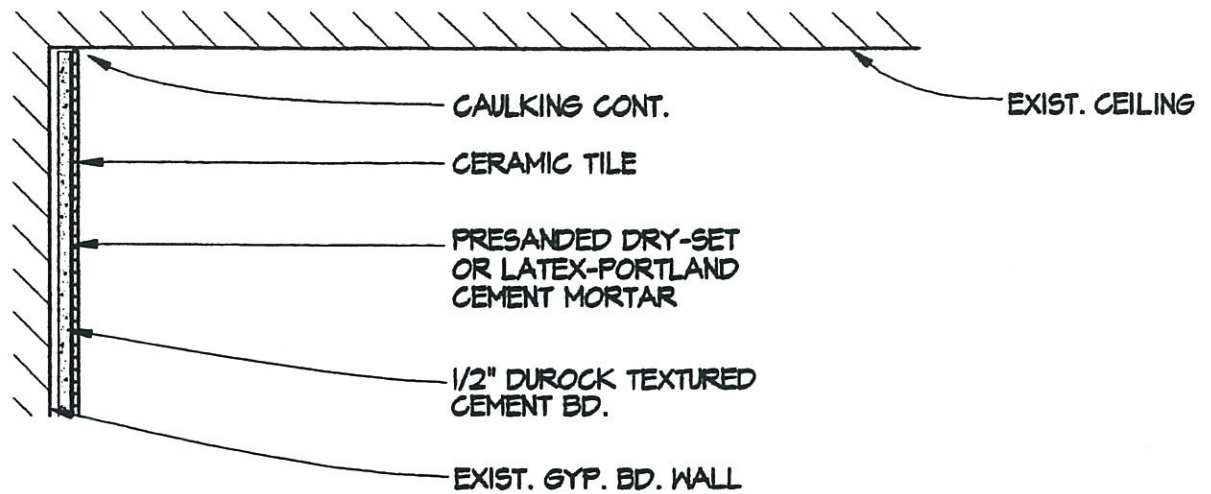 CAULKING CONT.
EXIST. CEILING
CERAMIC TILE
PRESANDED DRY-SET
OR LATEX-PORTLAND
CEMENT MORTAR
1/2" DUROCK TEXTURED
CEMENT BD.
EXIST. GYP. BD. WALL